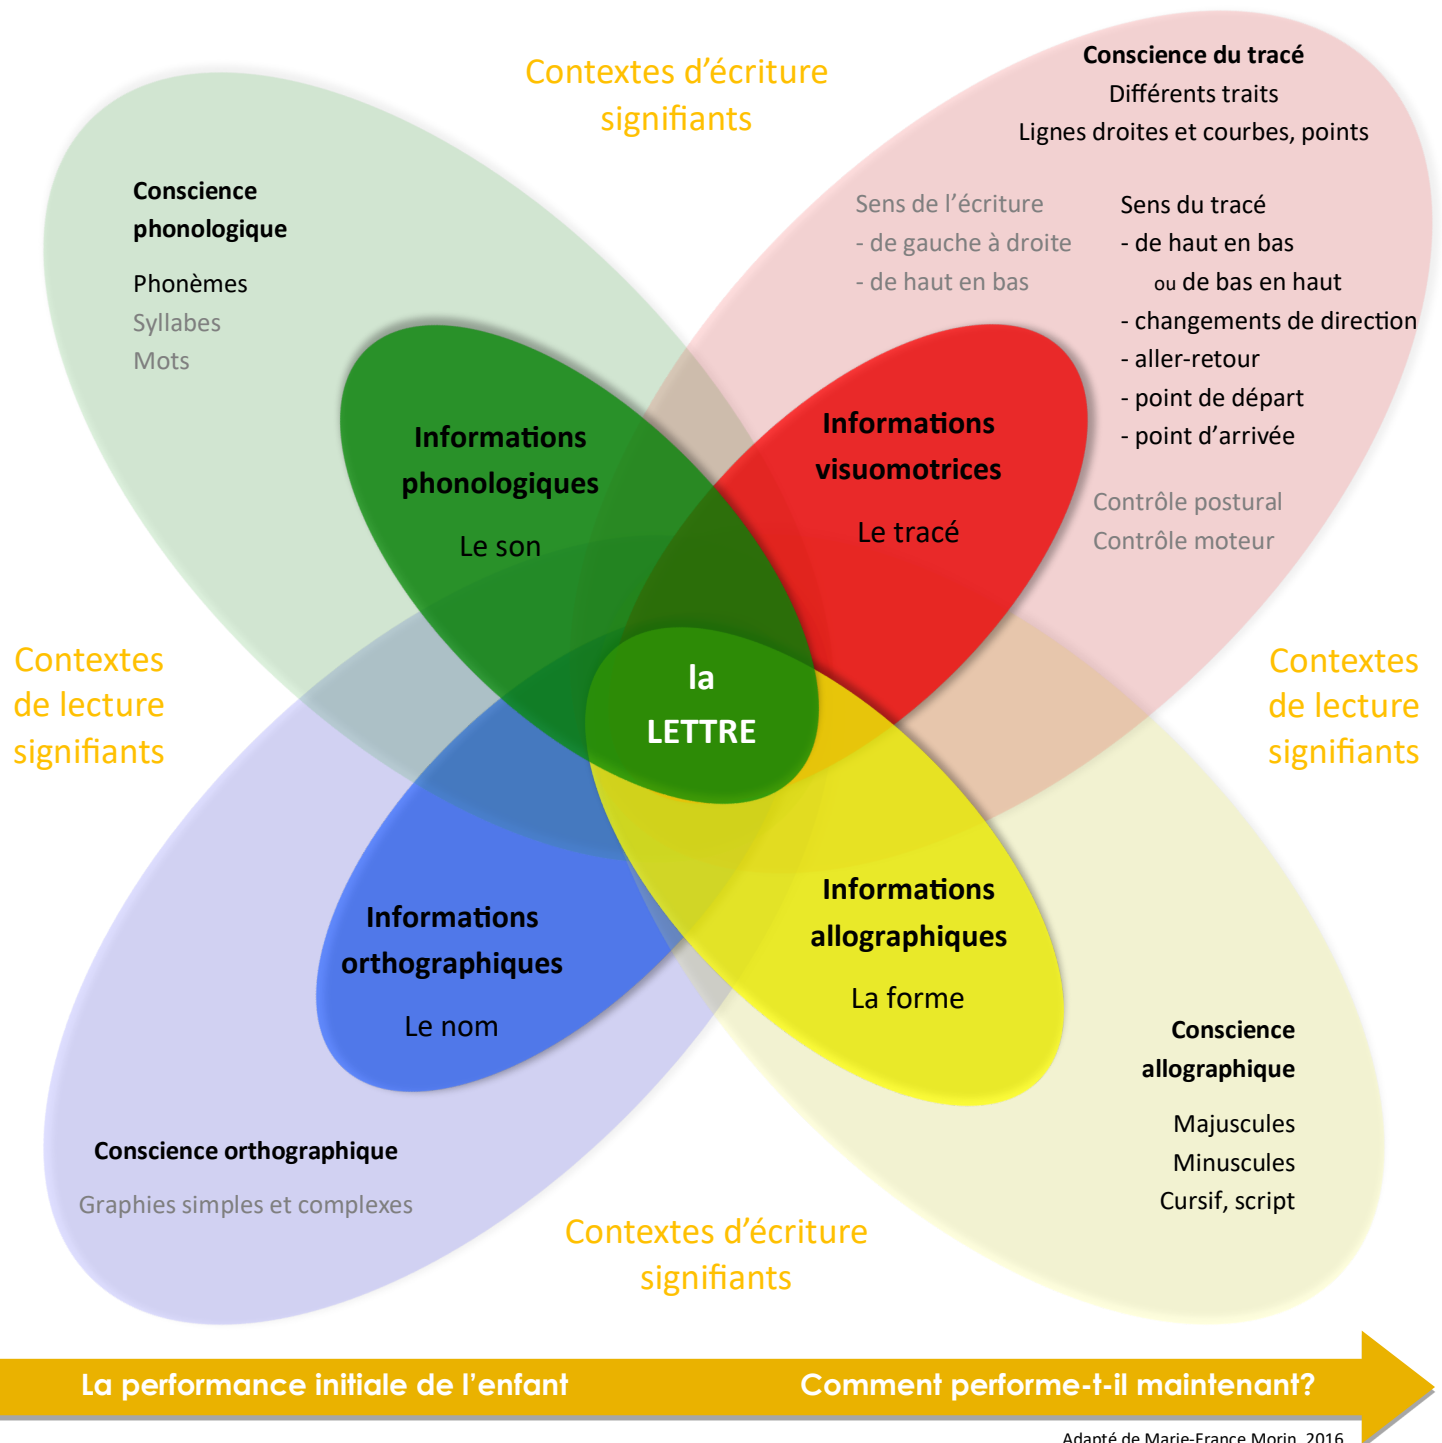 Contextes d'écriture
signifiants
Conscience du tracé
Différents traits
Lignes droites et courbes, points
Conscience
phonologique
Phonèmes
Syllabes
Mots
Sens de l'écriture
- de gauche à droite
- de haut en bas
Sens du tracé
- de haut en bas
ou de bas en haut
- changements de direction
- aller-retour
- point de départ
- point d'arrivée
Contrôle postural
Contrôle moteur
Informations
phonologiques
Le son
Informations
visuomotrices
Le tracé
Contextes
de lecture
signifiants
la
LETTRE
Contextes
de lecture
signifiants
Informations
orthographiques
Le nom
Informations
allographiques
La forme
Conscience
allographique
Majuscules
Minuscules
Cursif, script
Conscience orthographique
Graphies simples et complexes
Contextes d'écriture
signifiants
La performance initiale de l'enfant
Comment performe-t-il maintenant?
Adapté de Marie-France Morin, 2016